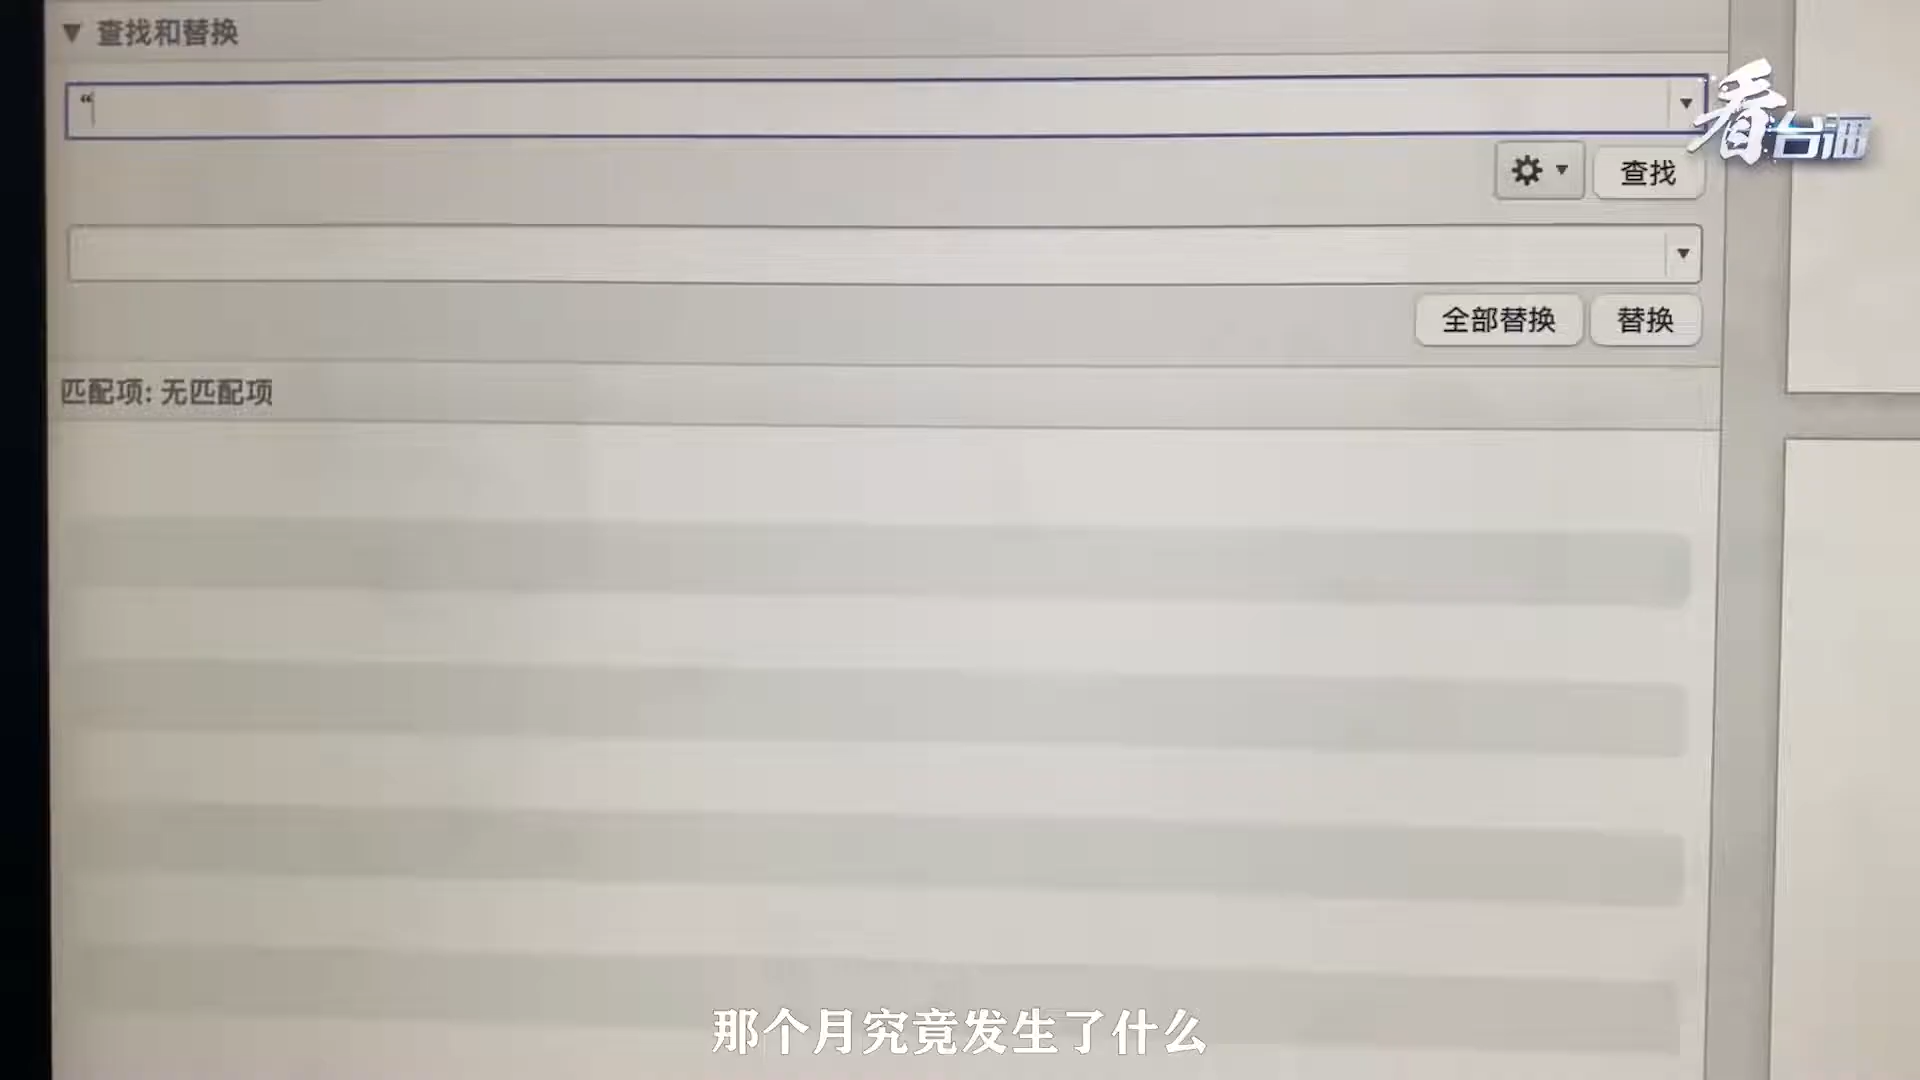 ▼ 查找和替换
“
看台海
查找
全部替换 替换
匹配项: 无匹配项
那个月究竟发生了什么